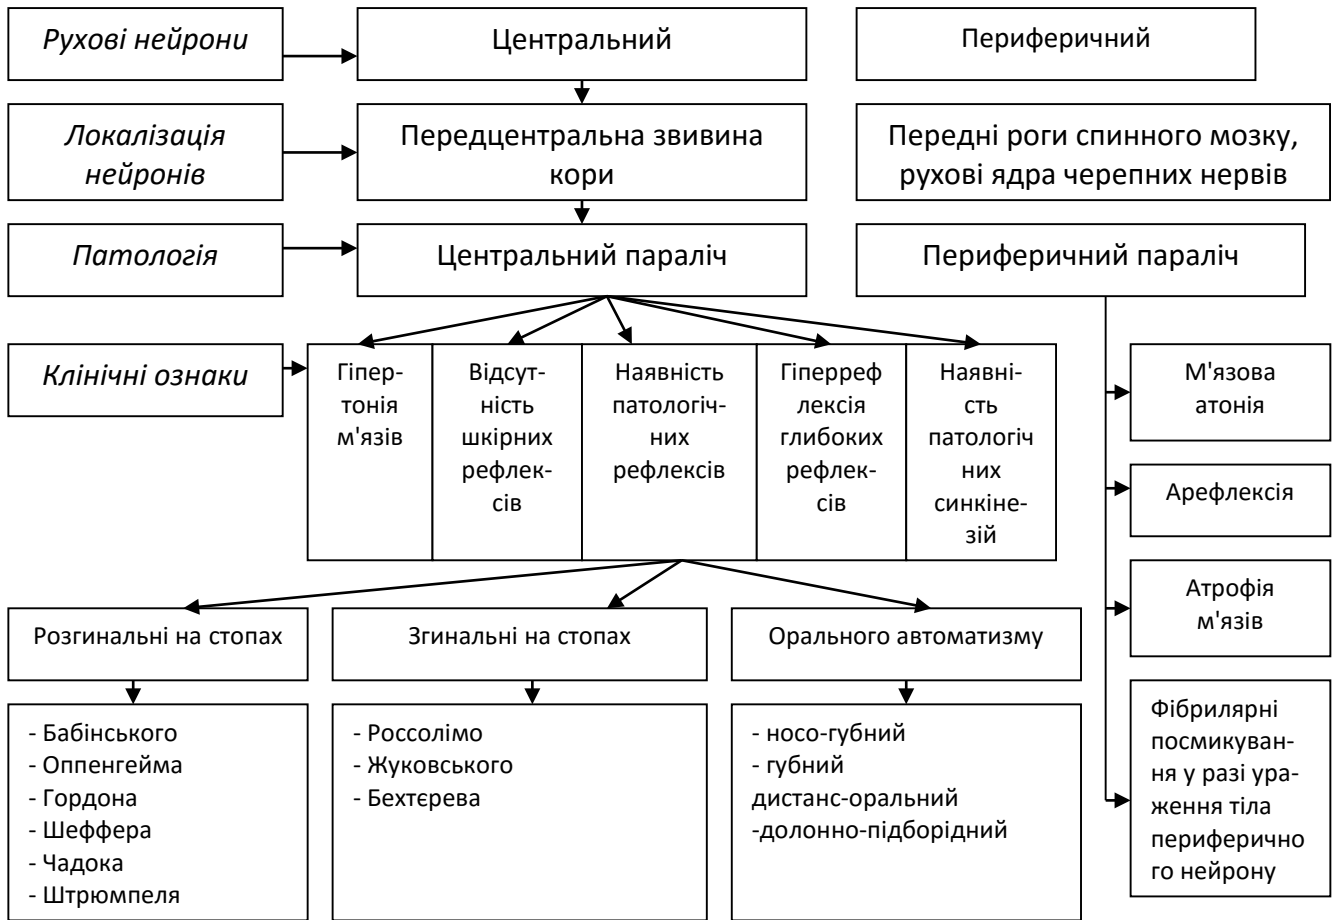 Рухові нейрони
Центральний
Периферичний
Локалізація
нейронів
Передцентральна звивина
кори
Передні роги спинного мозку,
рухові ядра черепних нервів
Патологія
Центральний параліч
Периферичний параліч
Клінічні ознаки
Гіпер-
тонія
м'язів
Відсут-
ність
шкірних
рефлек-
сів
Наявність
патологіч-
них
рефлексів
Гіперреф
лексія
глибоких
рефлек-
сів
Наявні-
сть
патологіч
них
синкіне-
зій
М'язова
атонія
Арефлексія
Атрофія
м'язів
Фібрилярні
посмикуван-
ня у разі ура-
ження тіла
периферично
го нейрону
Розгинальні на стопах
Згинальні на стопах
Орального автоматизму
- Бабінського
- Оппенгейма
- Гордона
- Шеффера
- Чадока
- Штрюмпеля
- Россолімо
- Жуковського
- Бехтєрева
- носо-губний
- губний
дистанс-оральний
-долонно-підборідний